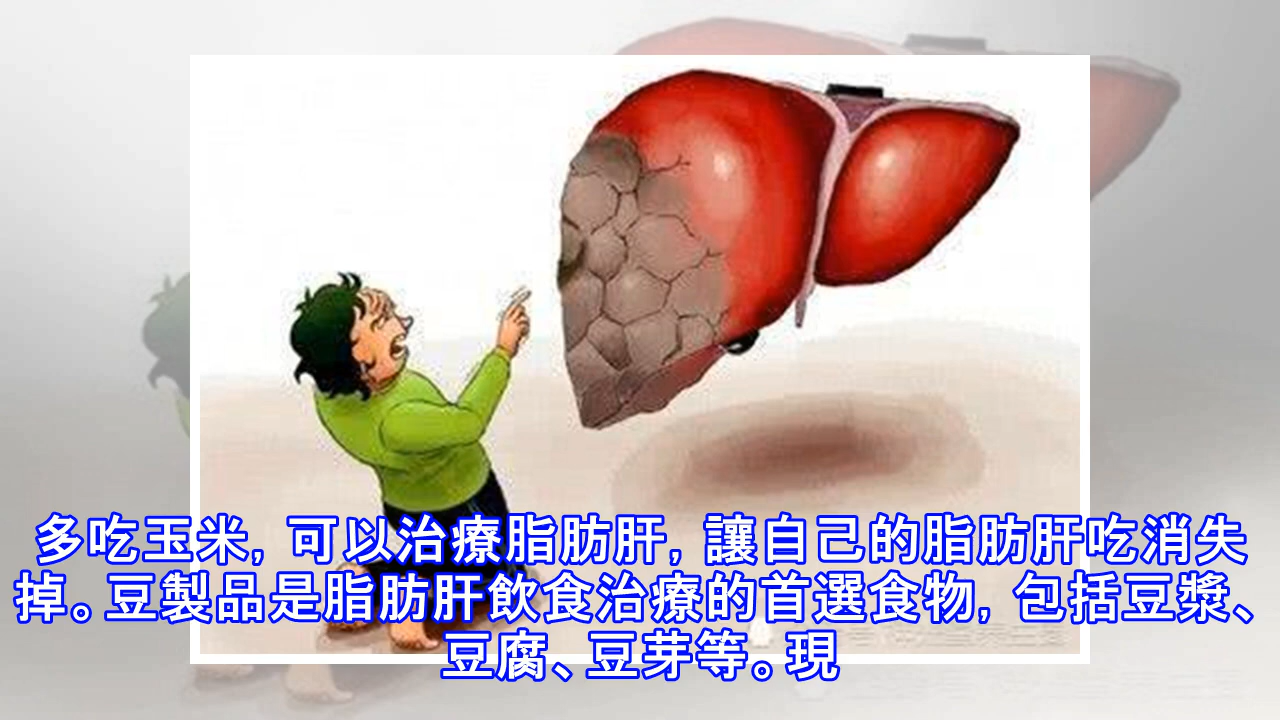 多吃玉米, 可以治療脂肪肝, 讓自己的脂肪肝吃消失
掉。豆製品是脂肪肝飲食治療的首選食物, 包括豆漿、
豆腐、豆芽等。現